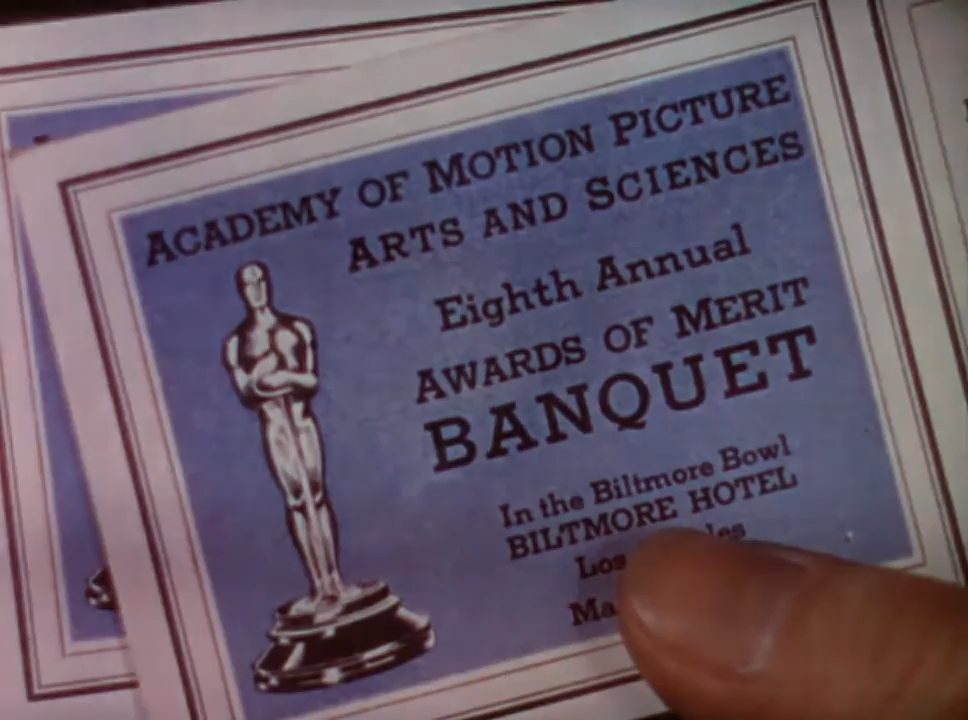 ACADEMY OF MOTION PICTURE
ARTS AND SCIENCES
Eighth Annual
AWARDS OF MERIT
BANQUET
In the Biltmore Bowl
BILTMORE HOTEL
Los